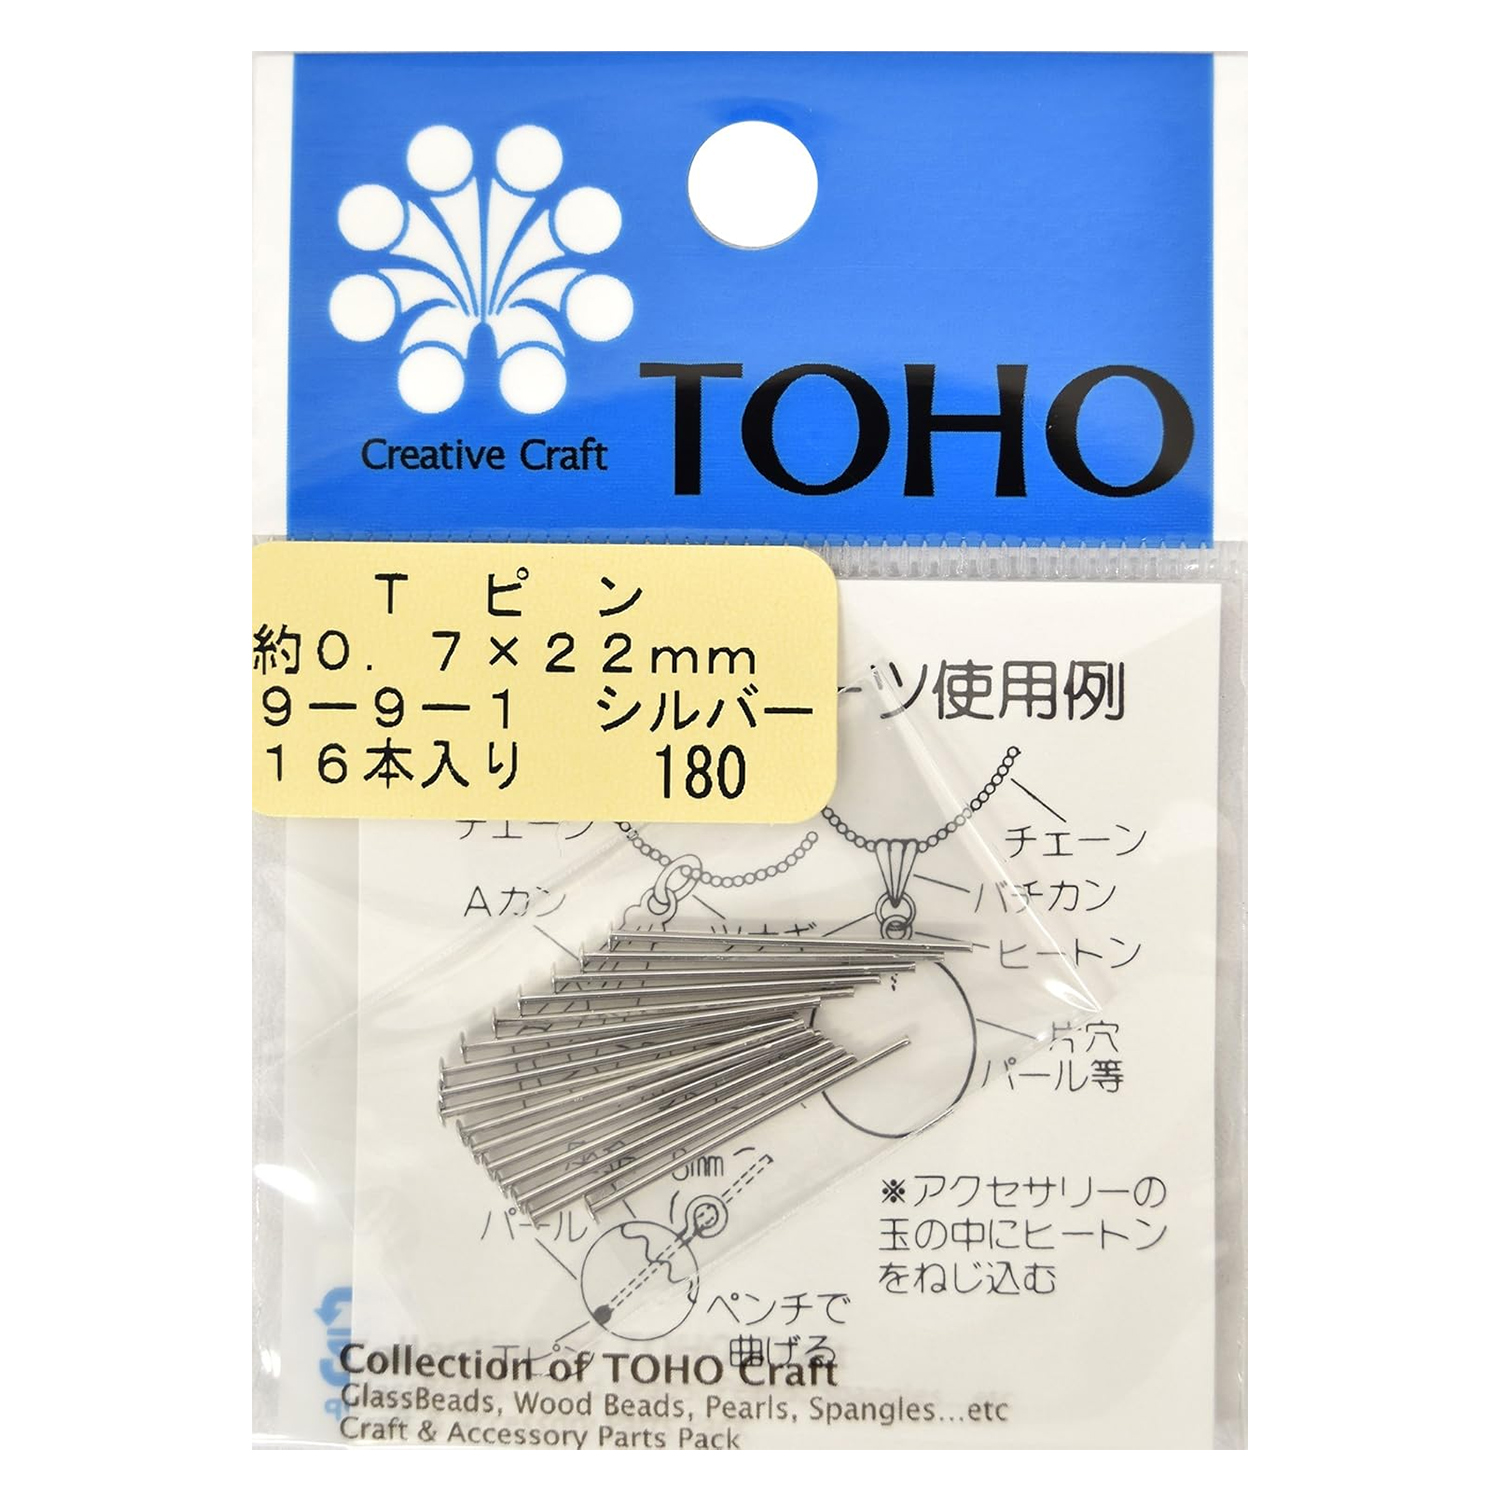 Creative Craft
TOHO
Tピン
約0.7×22mm
9-9-1 シルバー
16本入り 180
ーツ使用例
チェーン
チェーン
Aカン
バチカン
ヒートン
片穴
パール等
パール
※アクセサリーの
玉の中にヒートン
をねじ込む
ペンチで
曲げる
Tピン
Collection of TOHO Craft
GlassBeads, Wood Beads, Pearls, Spangles...etc
Craft & Accessory Parts Pack